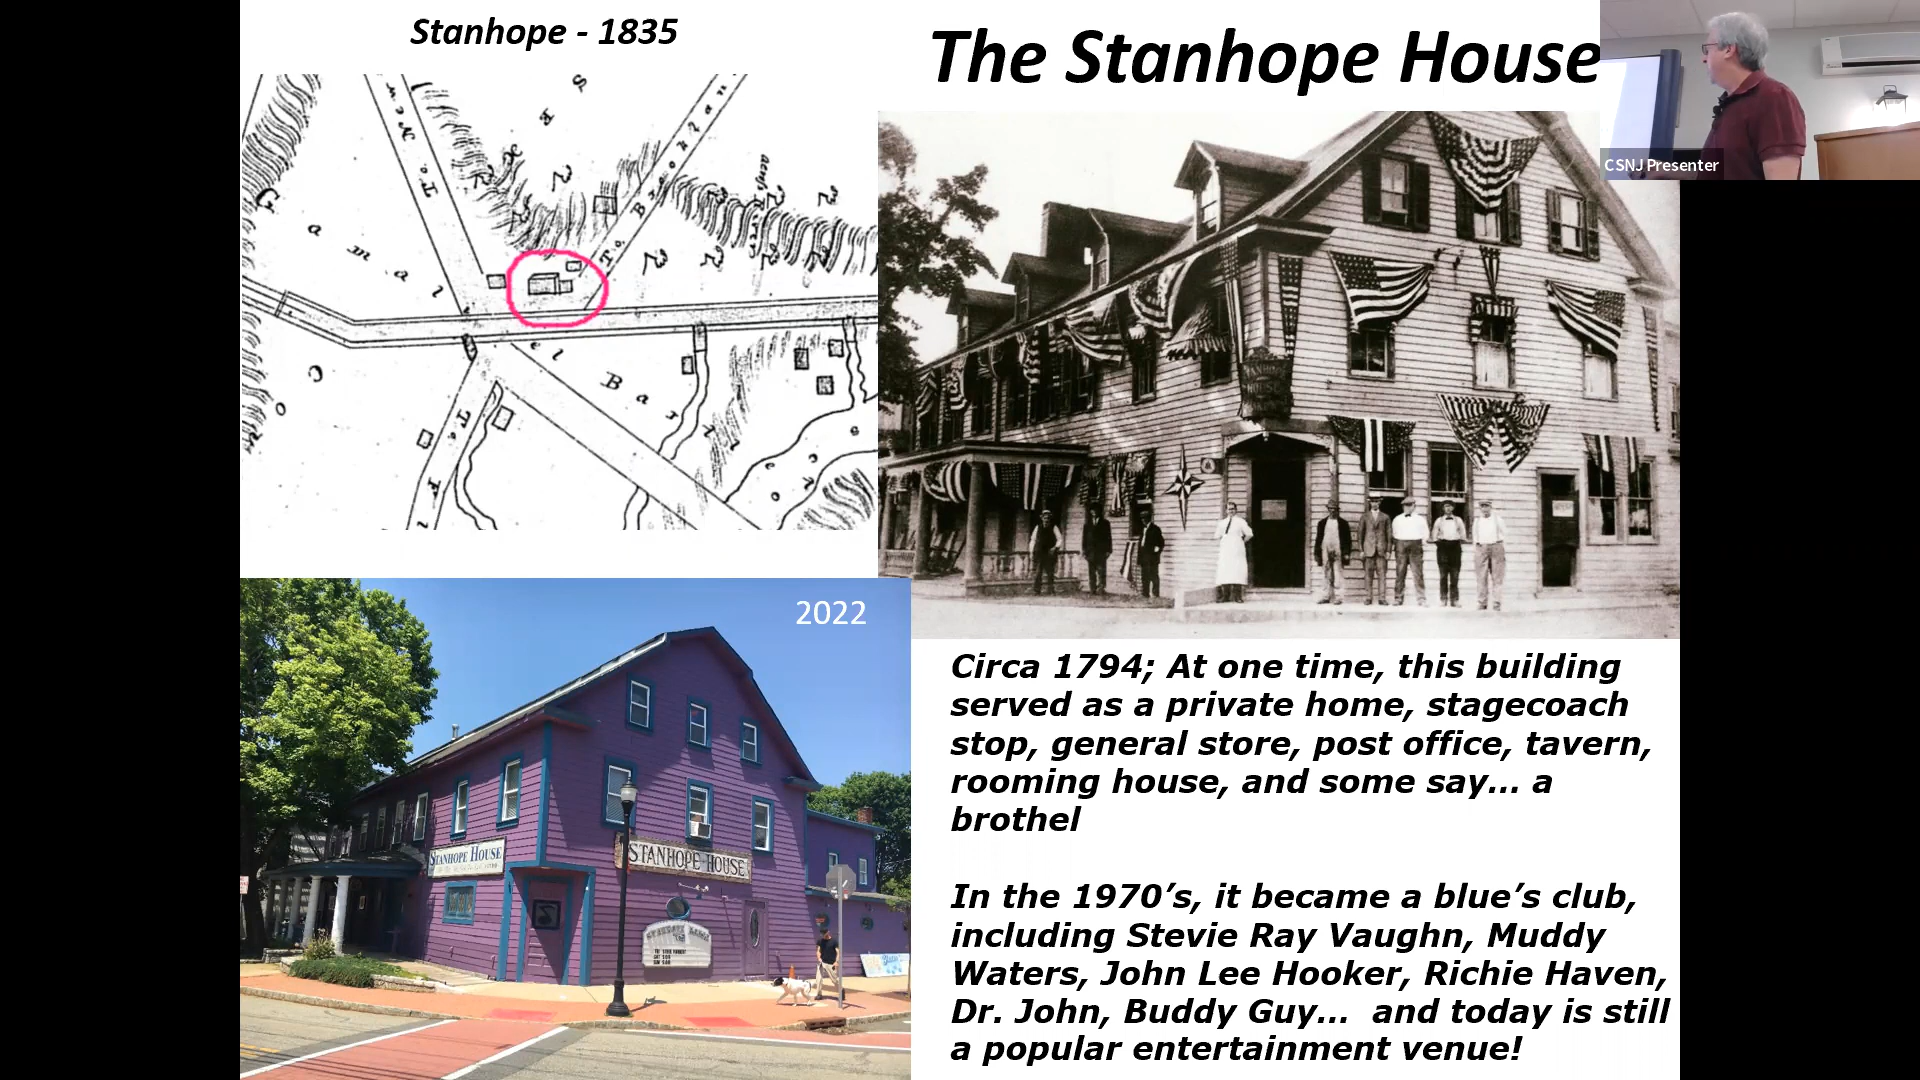 Stanhope - 1835
The Stanhope House
CSNJ Presenter
2022
STANHOPE HOUSE
STANHOPE HOUSE
Circa 1794; At one time, this building
served as a private home, stagecoach
stop, general store, post office, tavern,
rooming house, and some say... a
brothel
In the 1970’s, it became a blue’s club,
including Stevie Ray Vaughn, Muddy
Waters, John Lee Hooker, Richie Haven,
Dr. John, Buddy Guy... and today is still
a popular entertainment venue!